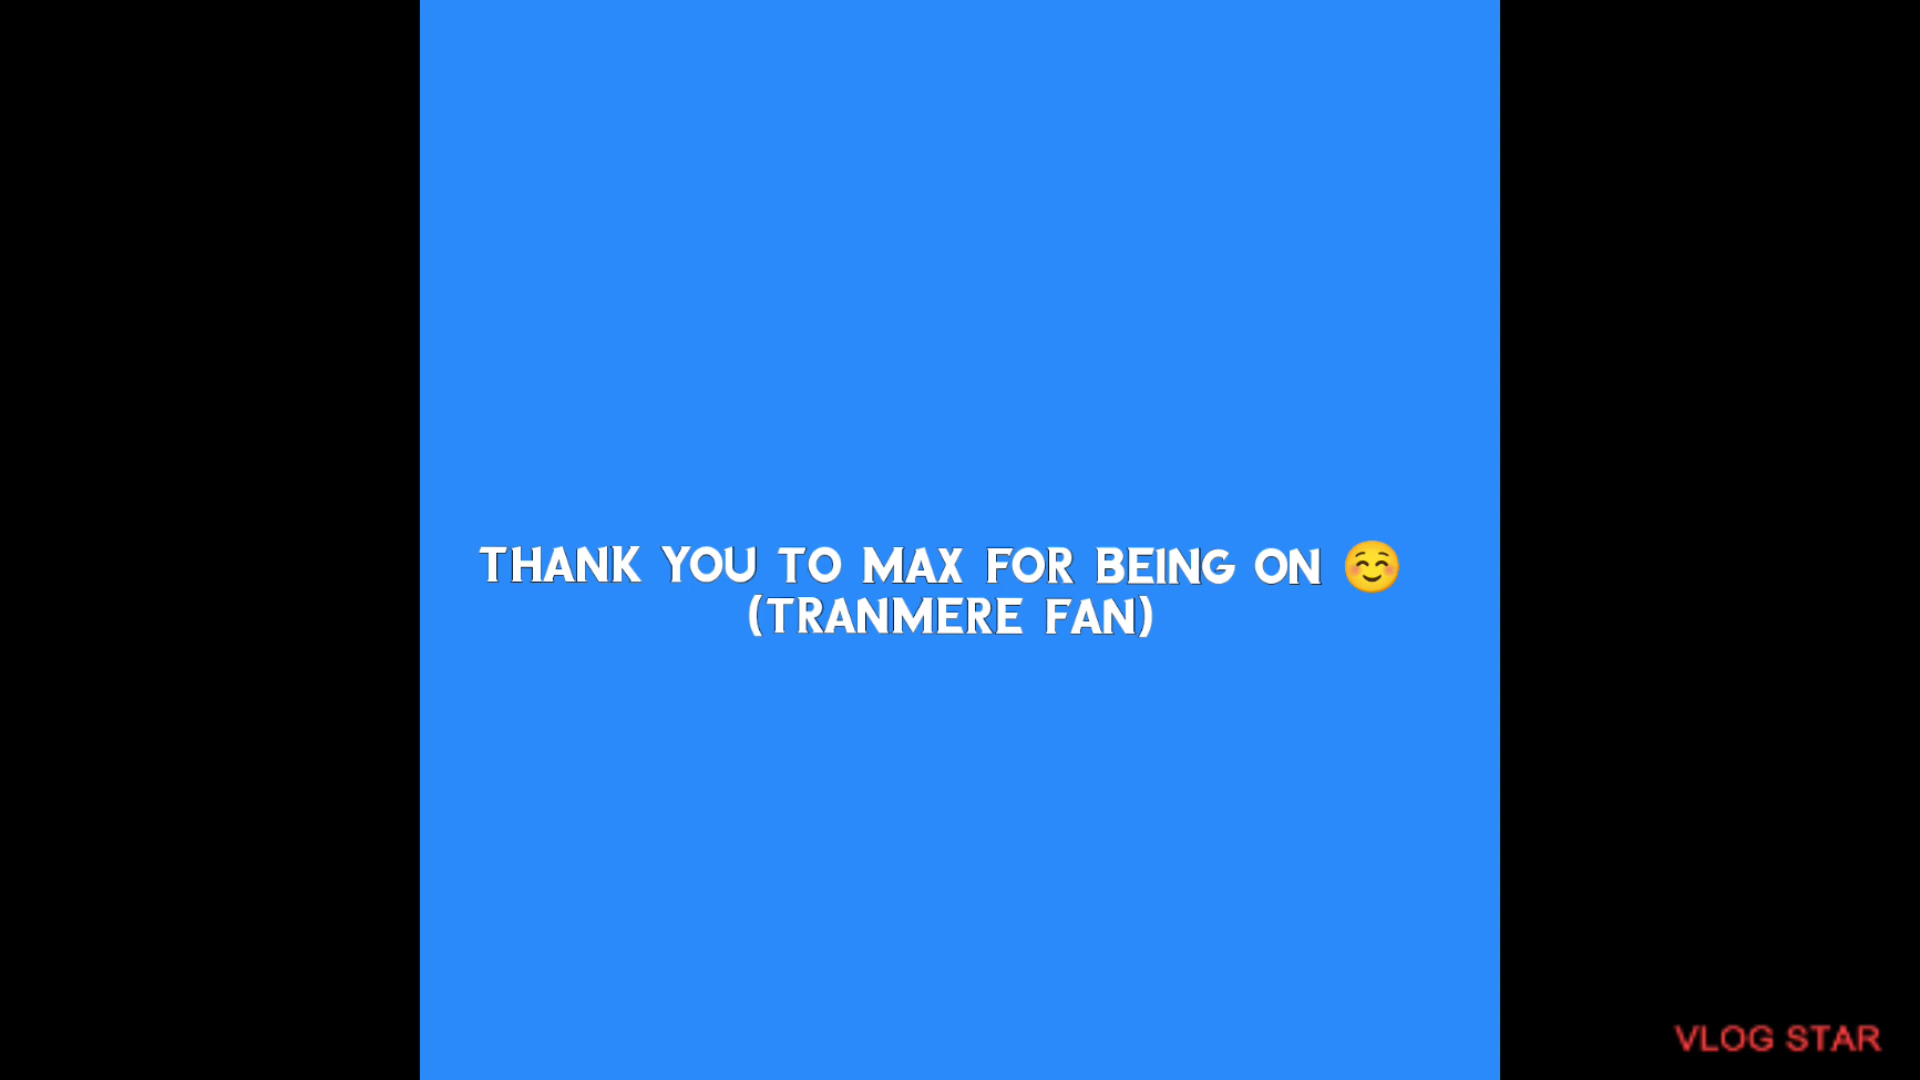 THANK YOU TO MAX FOR BEING ON ☺️
(TRANMERE FAN)
VLOG STAR